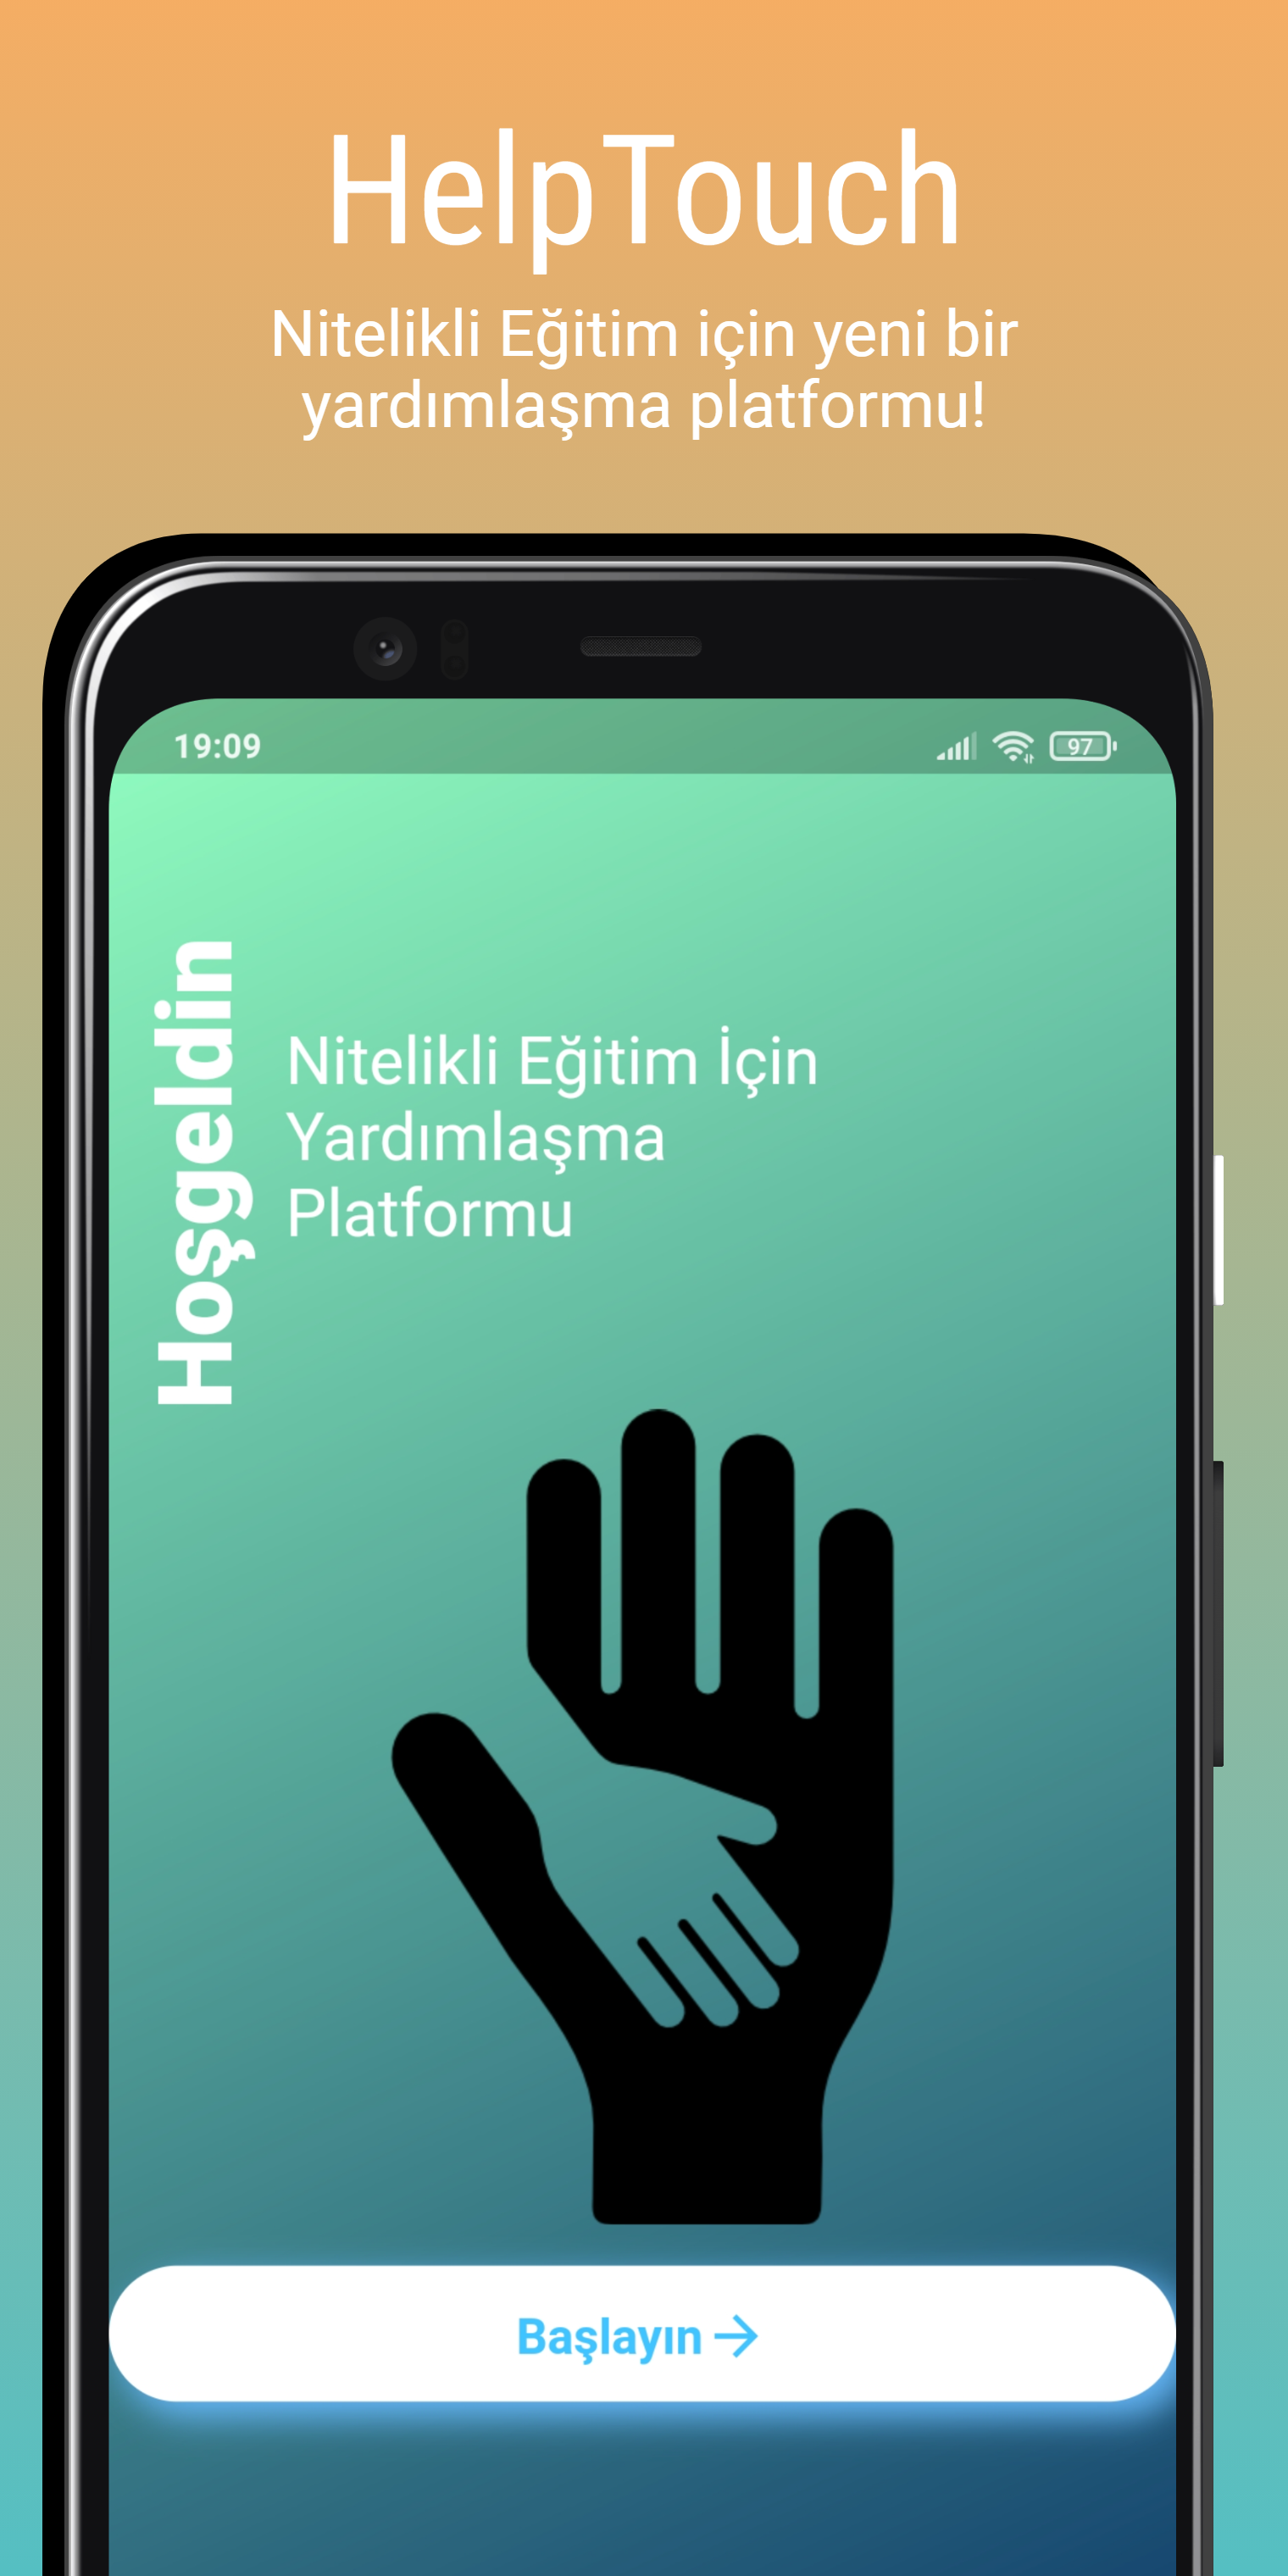 HelpTouch
Nitelikli Eğitim için yeni bir
yardımlaşma platformu!
19:09
97
Hoşgeldin
Nitelikli Eğitim İçin
Yardımlaşma
Platformu
Başlayın